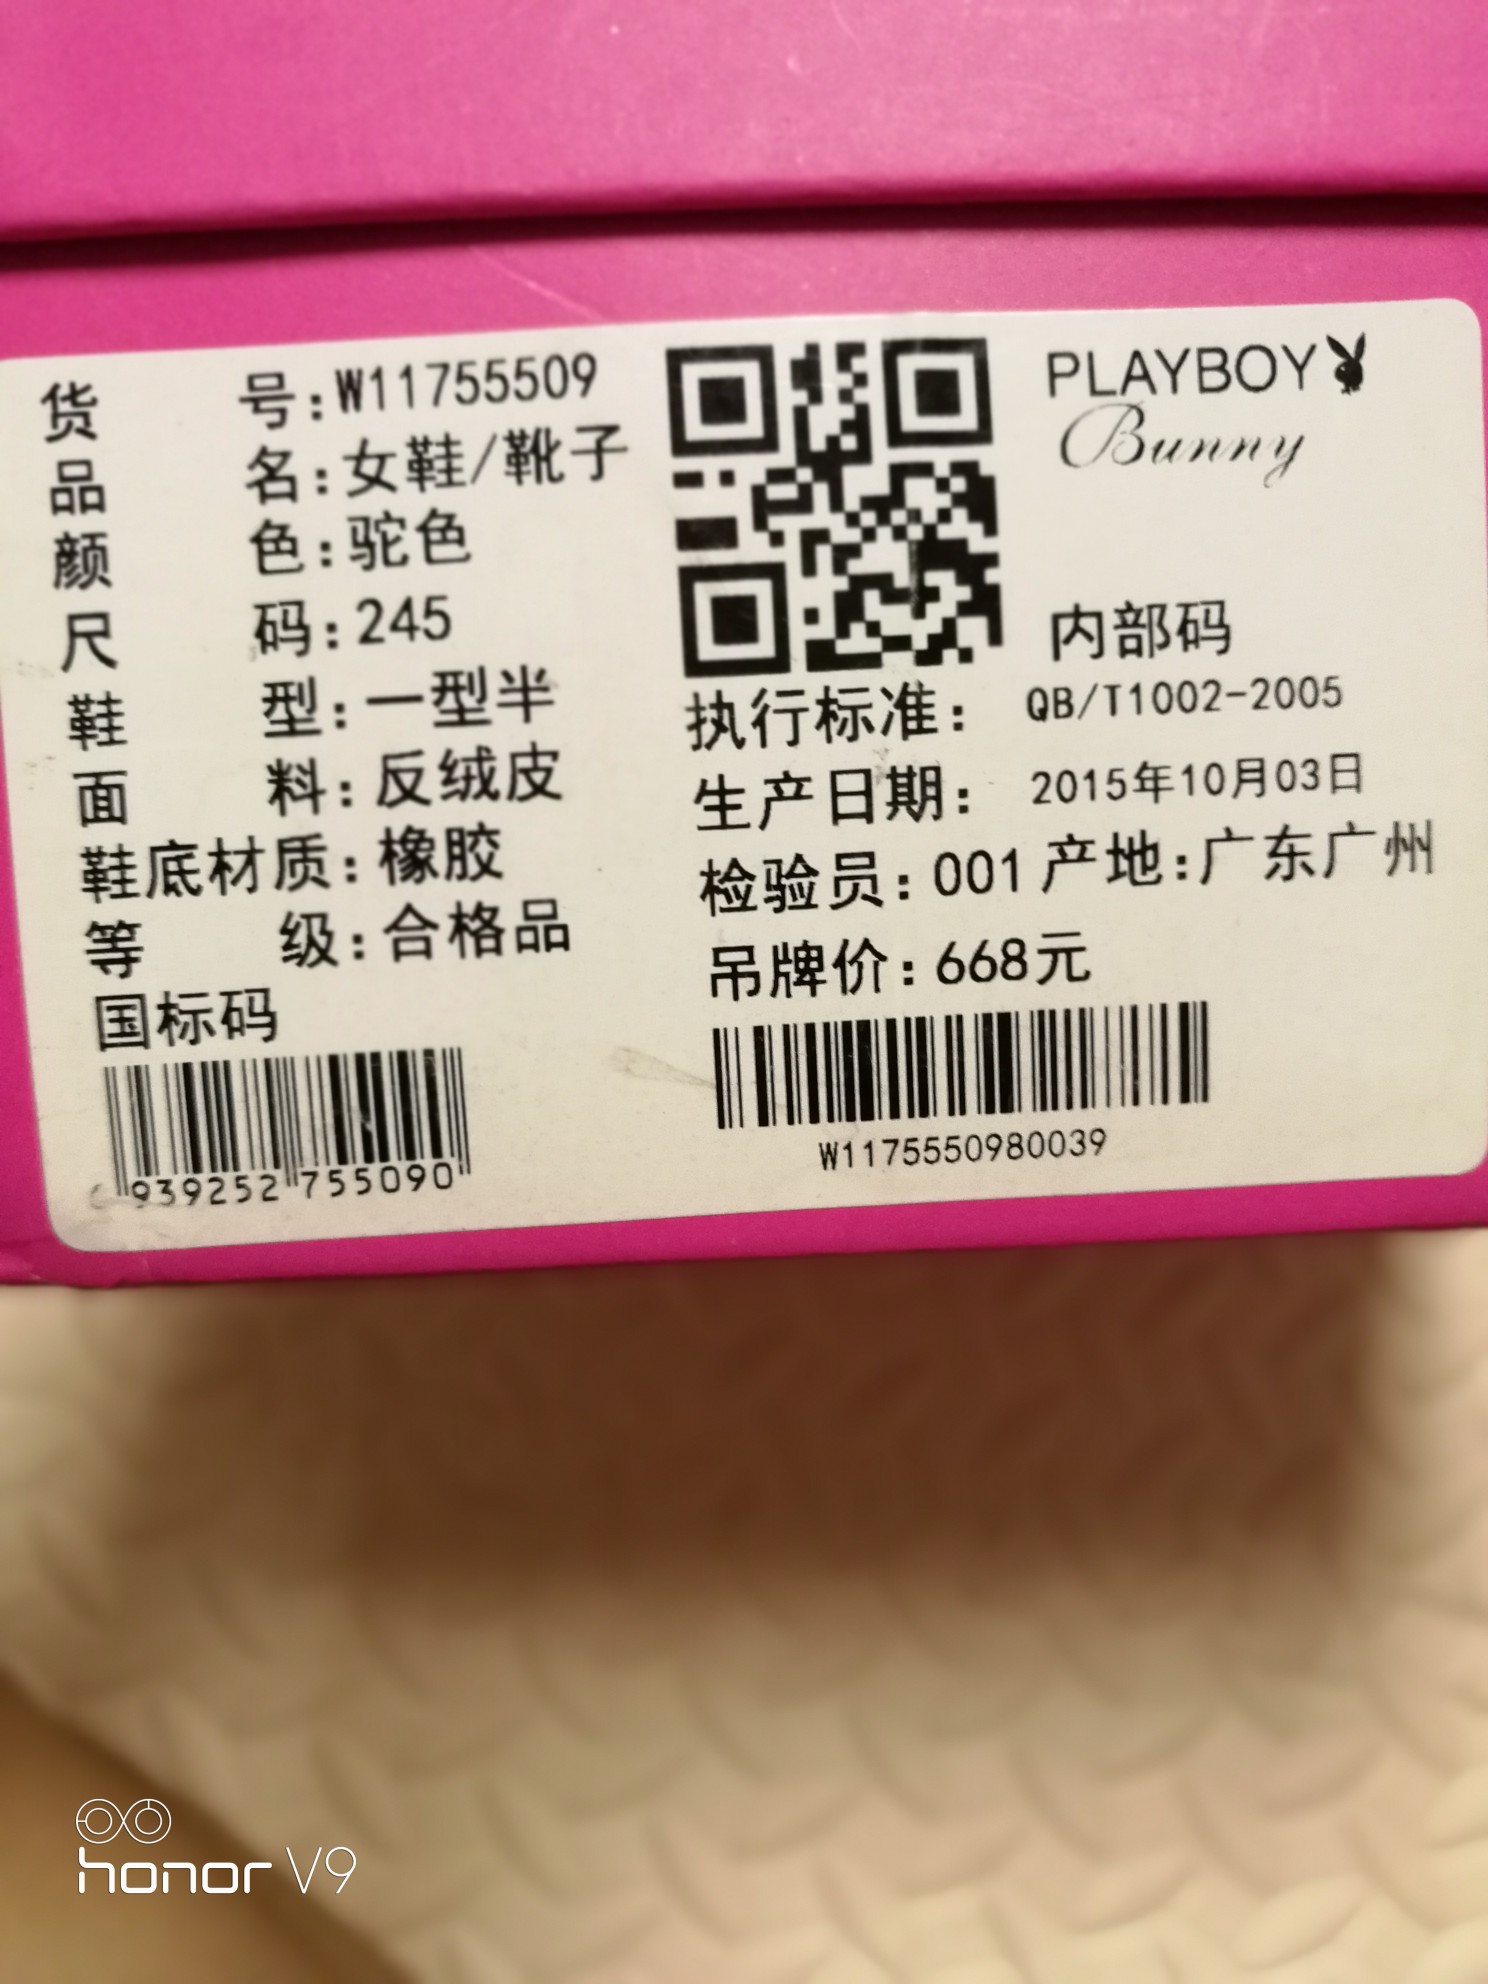 货号:W11755509
品名:女鞋/靴子
颜色:驼色
尺码:245
鞋型:一型半
面料:反绒皮
鞋底材质:橡胶
等级:合格品
国标码
6 939252 755090
PLAYBOY
Bunny
内部码
执行标准: QB/T1002-2005
生产日期: 2015年10月03日
检验员:001 产地:广东广州
吊牌价:668元
W1175550980039
honor V9